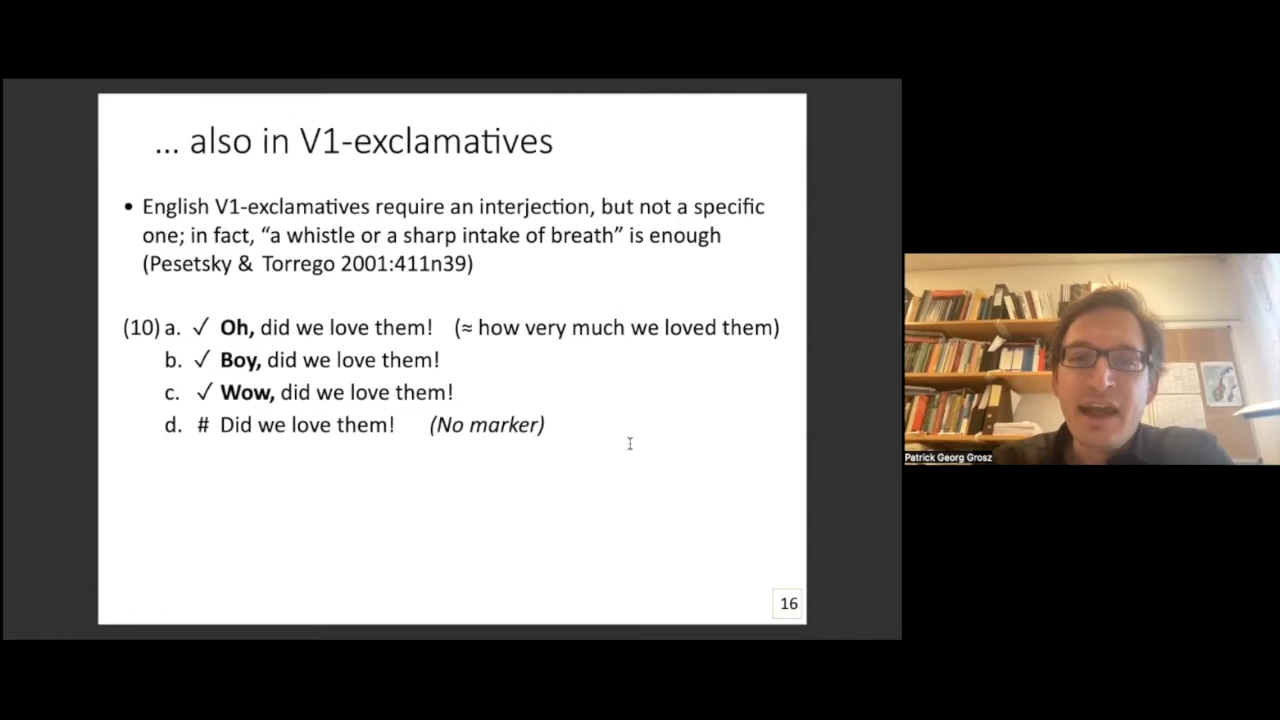 ... also in V1-exclamatives
• English V1-exclamatives require an interjection, but not a specific
one; in fact, “a whistle or a sharp intake of breath” is enough
(Pesetsky & Torrego 2001:411n39)
(10) a. ✓ Oh, did we love them! (≈ how very much we loved them)
b. ✓ Boy, did we love them!
c. ✓ Wow, did we love them!
d. # Did we love them! (No marker)
16
Patrick Georg Grosz